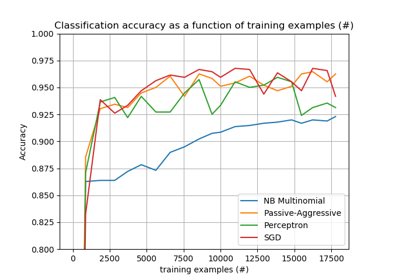 Classification accuracy as a function of training examples (#)
1.000
0.975
0.950
0.925
0.900
0.875
0.850
0.825
0.800
Accuracy
NB Multinomial
Passive-Aggressive
Perceptron
SGD
0 2500 5000 7500 10000 12500 15000 17500
training examples (#)